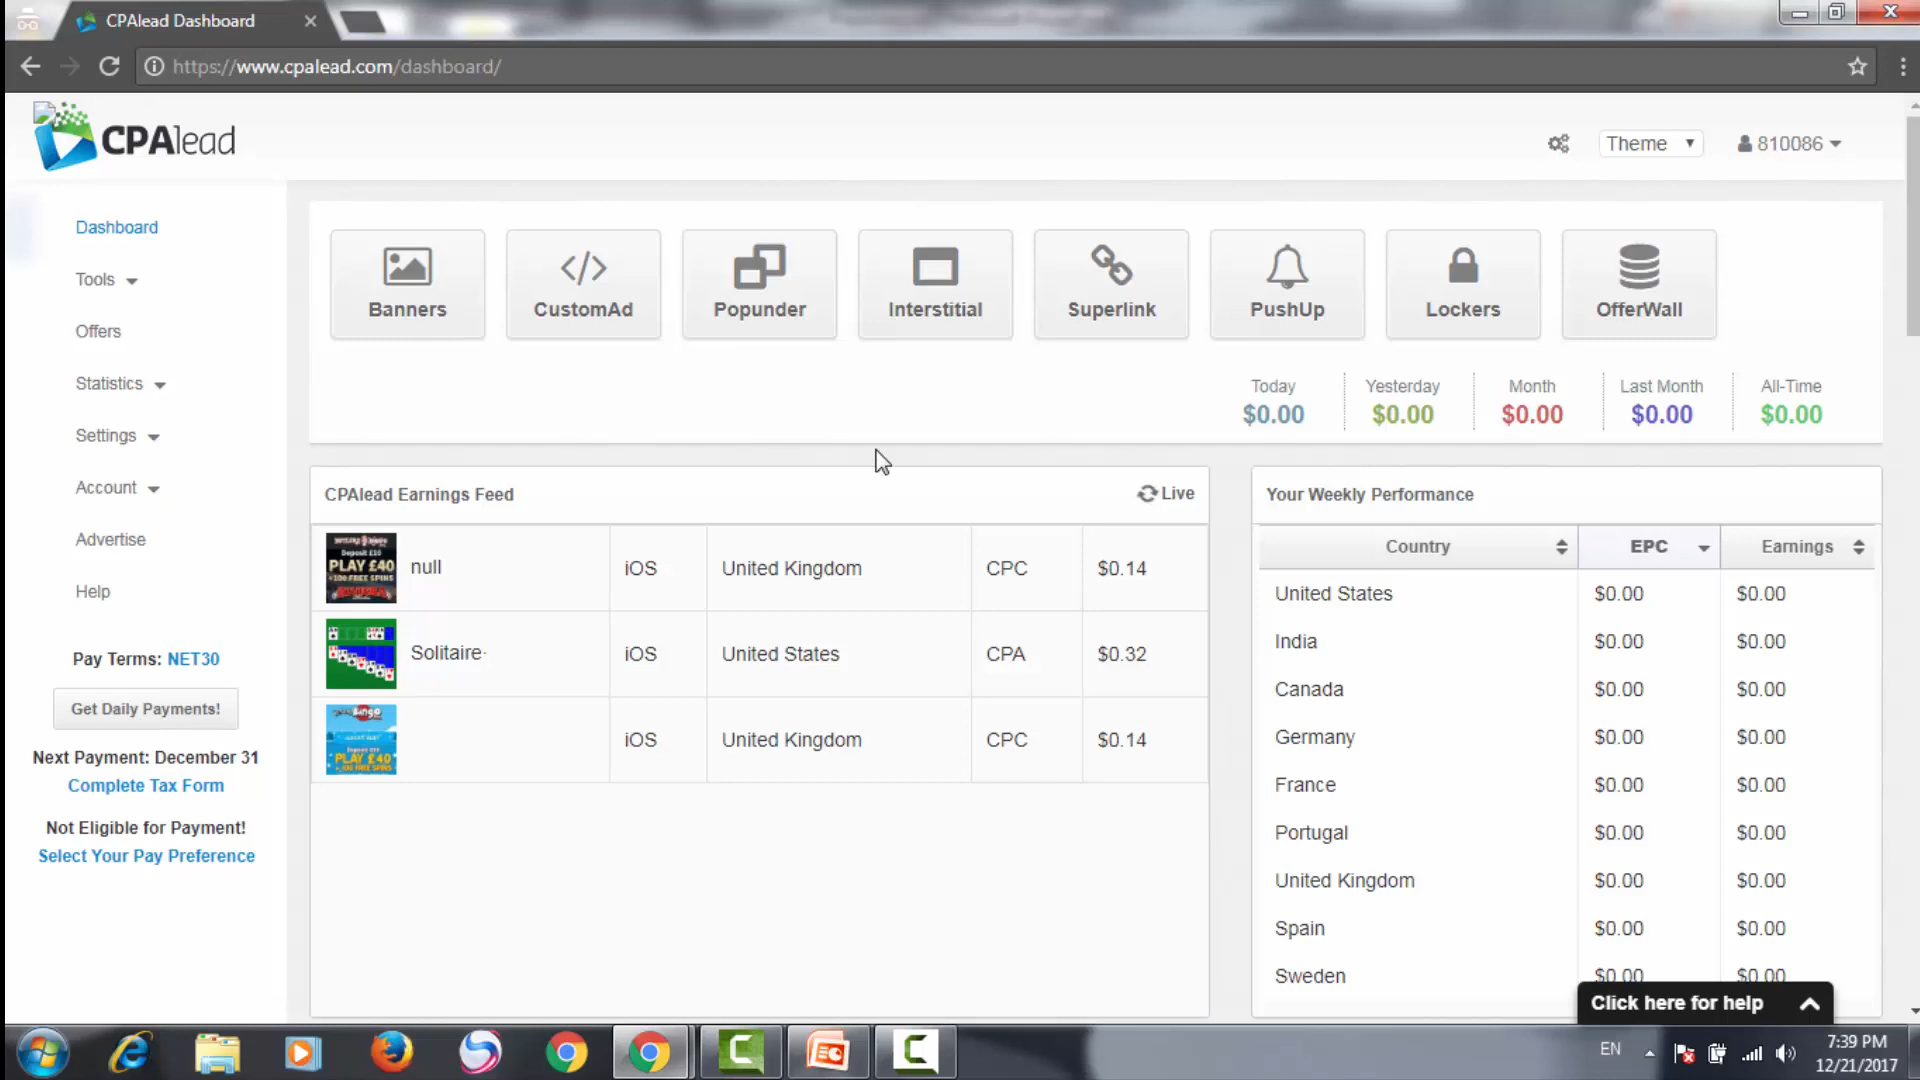 CPAlead Dashboard
https://www.cpalead.com/dashboard/
CPAlead
Theme
810086
Dashboard
Tools
Offers
Statistics
Settings
Account
Advertise
Help
Pay Terms: NET30
Get Daily Payments!
Next Payment: December 31
Complete Tax Form
Not Eligible for Payment!
Select Your Pay Preference
Banners
CustomAd
Popunder
Interstitial
Superlink
PushUp
Lockers
OfferWall
Today Yesterday Month Last Month All-Time
$0.00 $0.00 $0.00 $0.00 $0.00
CPAlead Earnings Feed
Live
Deposit £10
PLAY £40
+100 FREE SPINS
null iOS United Kingdom CPC $0.14
Solitaire iOS United States CPA $0.32
PLAY £40
iOS United Kingdom CPC $0.14
Your Weekly Performance
Country EPC Earnings
United States $0.00 $0.00
India $0.00 $0.00
Canada $0.00 $0.00
Germany $0.00 $0.00
France $0.00 $0.00
Portugal $0.00 $0.00
United Kingdom $0.00 $0.00
Spain $0.00 $0.00
Sweden $0.00 $0.00
Click here for help
EN
7:39 PM
12/21/2017